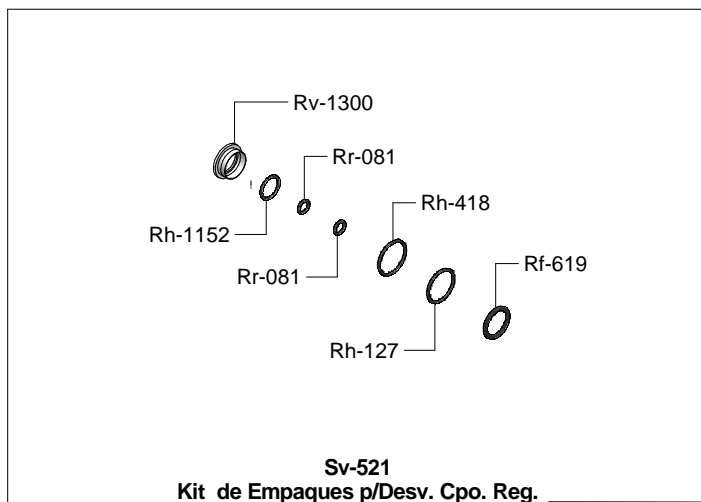 Rv-1300
Rr-081
Rh-418
Rh-1152
Rr-081
Rf-619
Rh-127
Sv-521
Kit de Empaques p/Desv. Cpo. Reg.